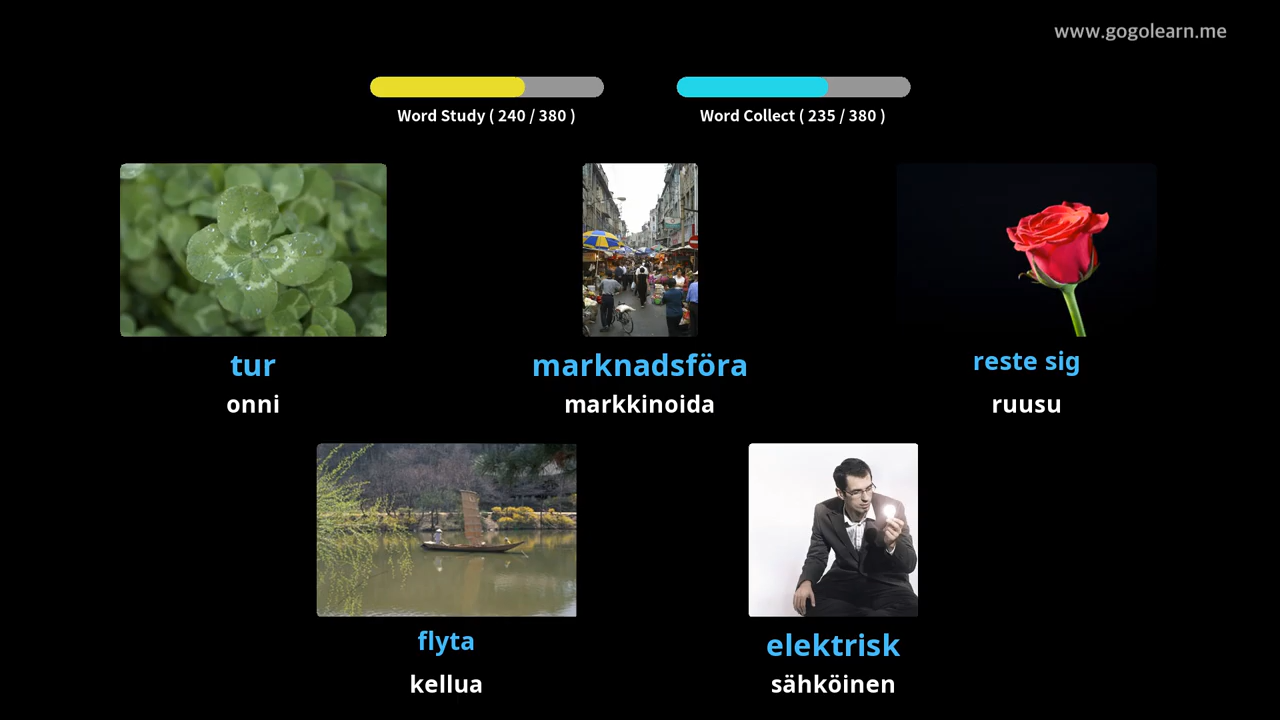 www.gogolearn.me
Word Study ( 240 / 380 )
Word Collect ( 235 / 380 )
tur
onni
marknadsföra
markkinoida
reste sig
ruusu
flyta
kellua
elektrisk
sähköinen